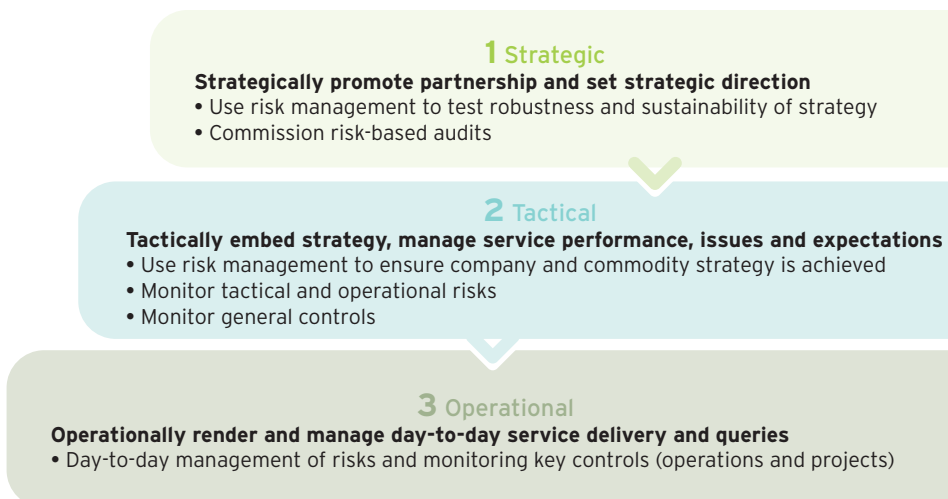 1 Strategic
Strategically promote partnership and set strategic direction
• Use risk management to test robustness and sustainability of strategy
• Commission risk-based audits
2 Tactical
Tactically embed strategy, manage service performance, issues and expectations
• Use risk management to ensure company and commodity strategy is achieved
• Monitor tactical and operational risks
• Monitor general controls
3 Operational
Operationally render and manage day-to-day service delivery and queries
• Day-to-day management of risks and monitoring key controls (operations and projects)